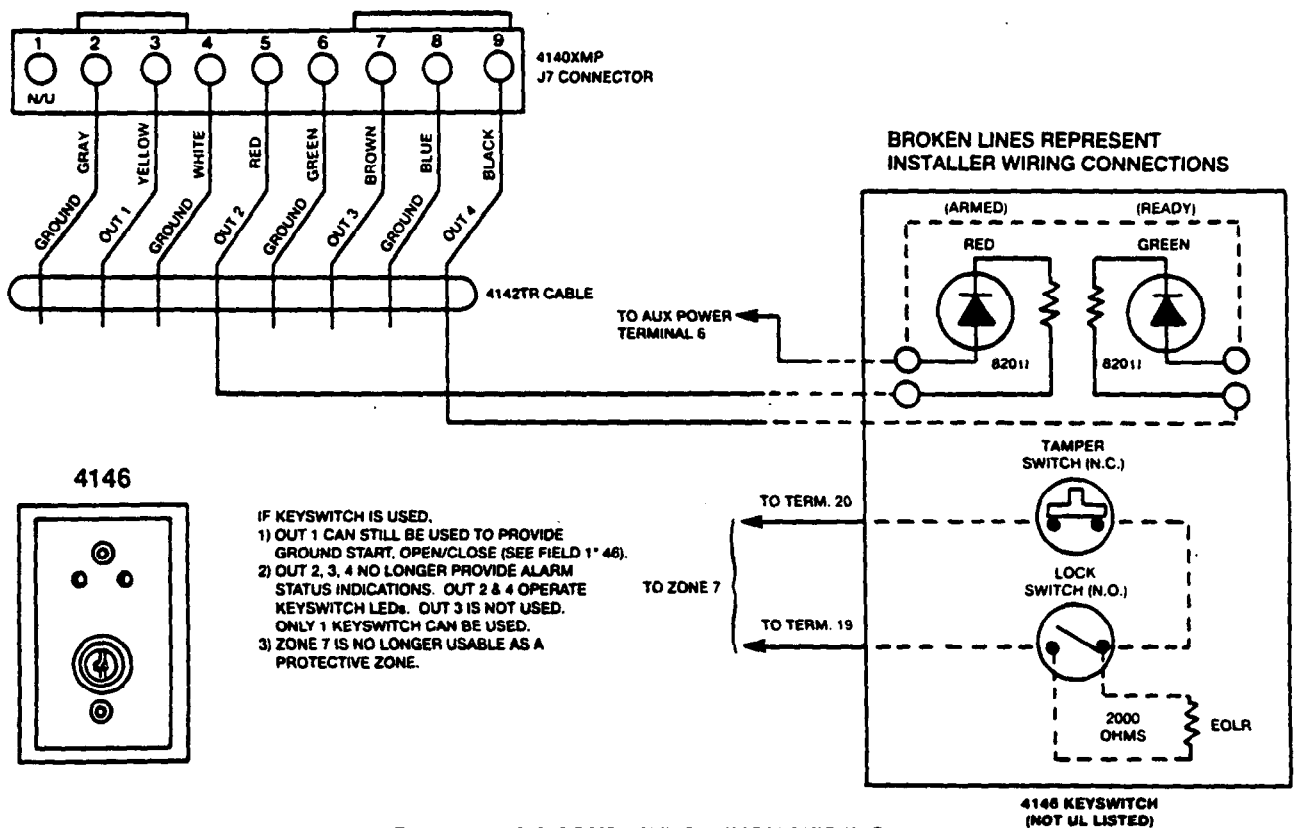 1 2 3 4 5 6 7 8 9
N/U
4140XMP
J7 CONNECTOR
GRAY
YELLOW
WHITE
RED
GREEN
BROWN
BLUE
BLACK
GROUND
OUT 1
GROUND
OUT 2
GROUND
OUT 3
GROUND
OUT 4
4142TR CABLE
BROKEN LINES REPRESENT
INSTALLER WIRING CONNECTIONS
(ARMED)
(READY)
RED
GREEN
820Ω
820Ω
TO AUX POWER
TERMINAL 6
TAMPER
SWITCH (N.C.)
TO TERM. 20
LOCK
SWITCH (N.O.)
TO ZONE 7
TO TERM. 19
2000
OHMS
EOLR
4146 KEYSWITCH
(NOT UL LISTED)
4146
IF KEYSWITCH IS USED,
1) OUT 1 CAN STILL BE USED TO PROVIDE
GROUND START, OPEN/CLOSE (SEE FIELD 1* 46).
2) OUT 2, 3, 4 NO LONGER PROVIDE ALARM
STATUS INDICATIONS. OUT 2 & 4 OPERATE
KEYSWITCH LEDs. OUT 3 IS NOT USED.
ONLY 1 KEYSWITCH CAN BE USED.
3) ZONE 7 IS NO LONGER USABLE AS A
PROTECTIVE ZONE.